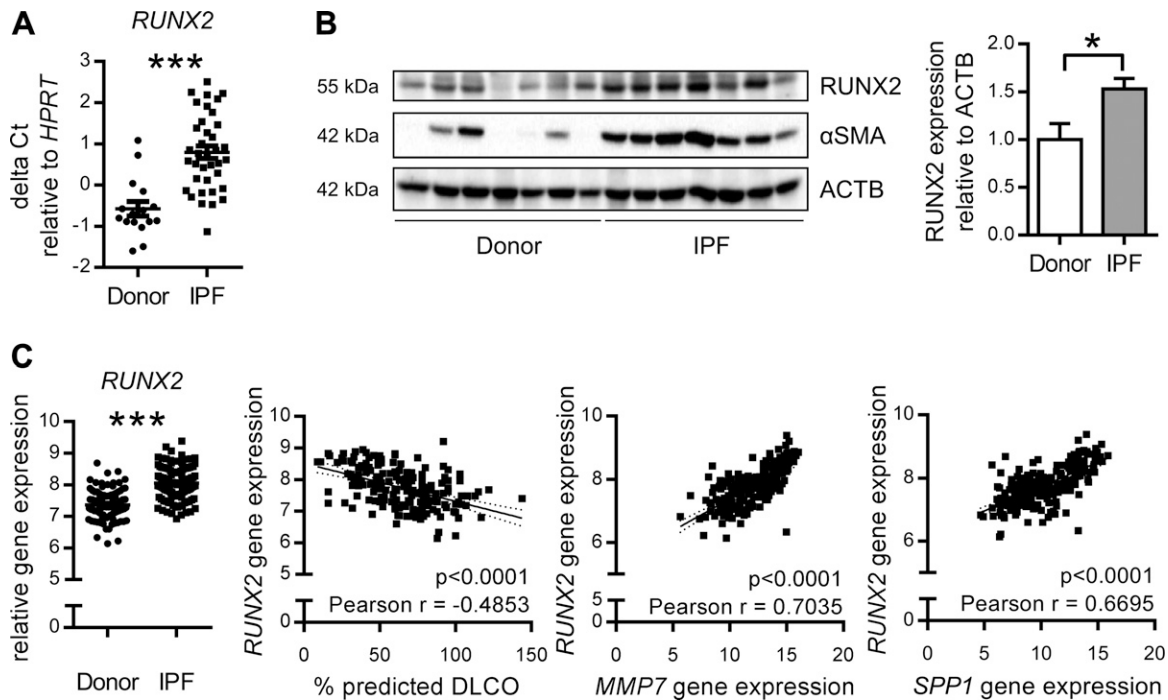 A
RUNX2
***
delta Ct
relative to HPRT
3
2
1
0
-1
-2
Donor
IPF
B
55 kDa
RUNX2
42 kDa
αSMA
42 kDa
ACTB
Donor
IPF
RUNX2 expression
relative to ACTB
2.0
1.5
1.0
0.5
0.0
*
Donor
IPF
C
RUNX2
***
relative gene expression
10
9
8
7
6
5
0
Donor
IPF
RUNX2 gene expression
10
9
8
7
6
5
0
p<0.0001
Pearson r = -0.4853
0 50 100 150
% predicted DLCO
RUNX2 gene expression
10
8
6
5
0
p<0.0001
Pearson r = 0.7035
0 5 10 15 20
MMP7 gene expression
RUNX2 gene expression
10
8
6
0
p<0.0001
Pearson r = 0.6695
0 5 10 15 20
SPP1 gene expression